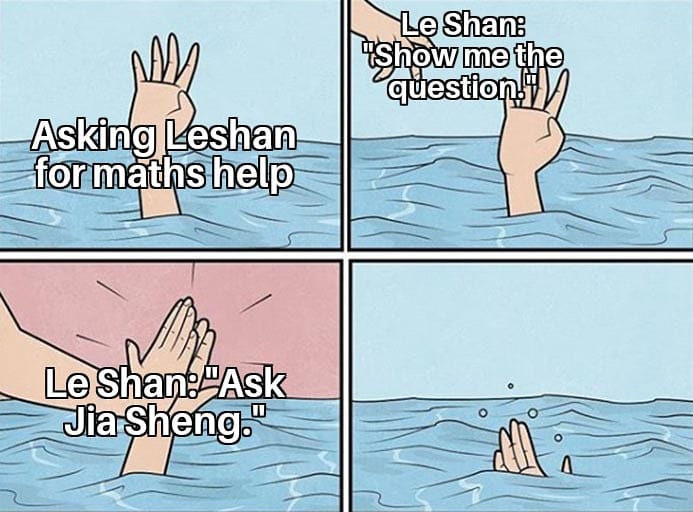 Asking Leshan
for maths help
Le Shan:
"Show me the
question."
Le Shan: "Ask
Jia Sheng."